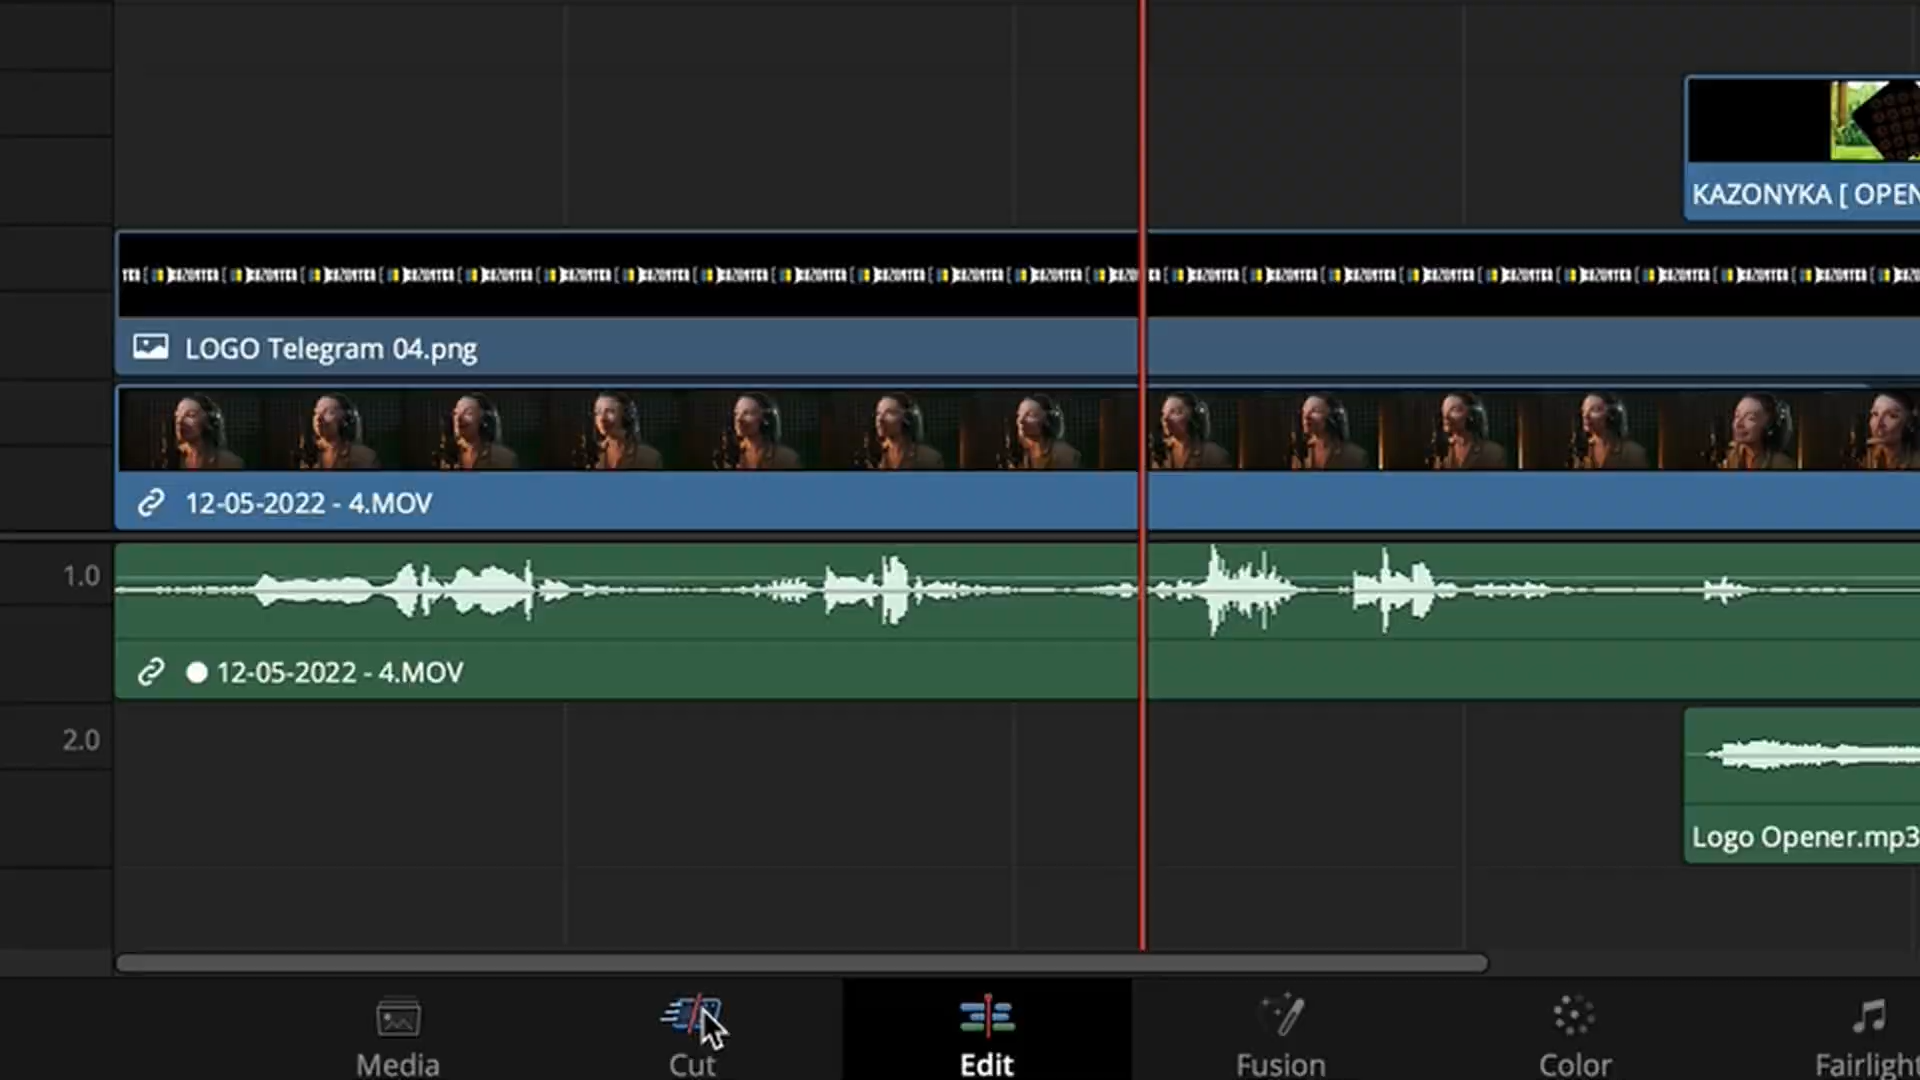 KAZONYKA [ OPEN
LOGO Telegram 04.png
12-05-2022 - 4.MOV
1.0
12-05-2022 - 4.MOV
2.0
Logo Opener.mp3
Media
Cut
Edit
Fusion
Color
Fairlight